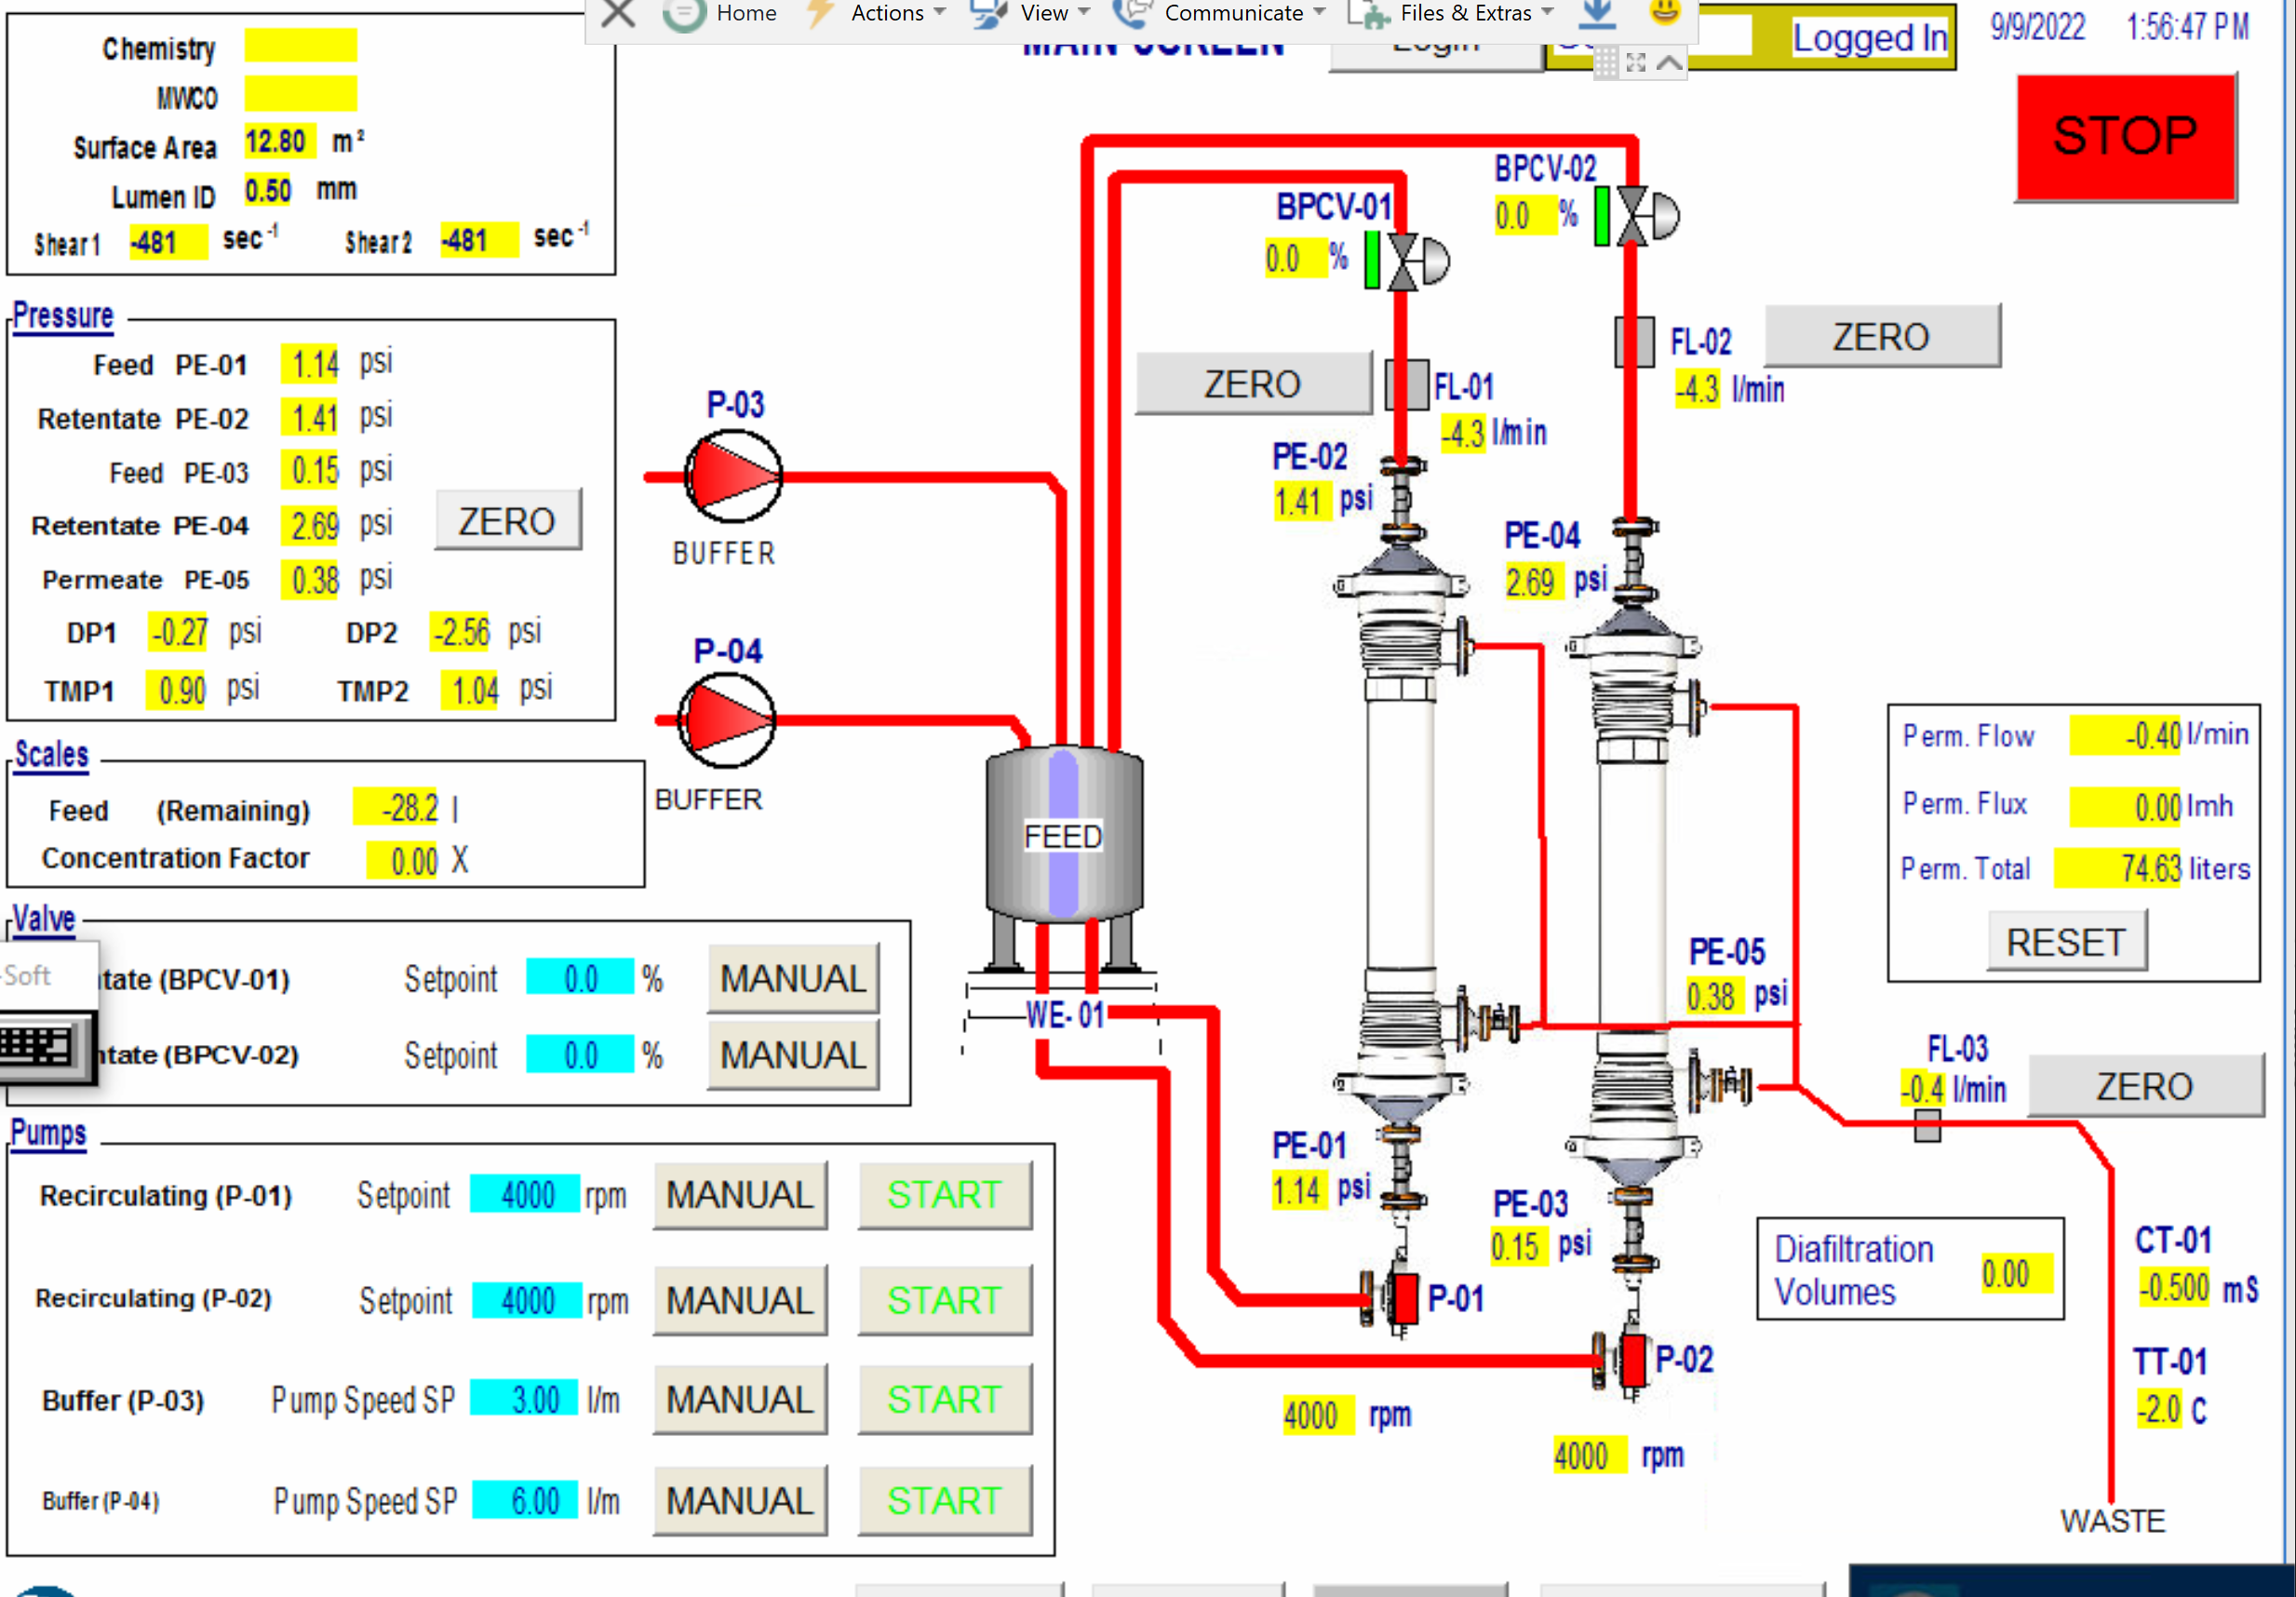 Home Actions View Communicate Files & Extras
MAIN SCREEN
Login
Logged In
9/9/2022 1:56:47 PM
STOP
Chemistry
MWCO
Surface Area 12.80 m²
Lumen ID 0.50 mm
Shear 1 -481 sec⁻¹ Shear 2 -481 sec⁻¹
Pressure
Feed PE-01 1.14 psi
Retentate PE-02 1.41 psi
Feed PE-03 0.15 psi
Retentate PE-04 2.69 psi
ZERO
Permeate PE-05 0.38 psi
DP1 -0.27 psi DP2 -2.56 psi
TMP1 0.90 psi TMP2 1.04 psi
Scales
Feed (Remaining) -28.2 l
Concentration Factor 0.00 X
Valve
-Soft
tate (BPCV-01) Setpoint 0.0 % MANUAL
ntate (BPCV-02) Setpoint 0.0 % MANUAL
Pumps
Recirculating (P-01) Setpoint 4000 rpm MANUAL START
Recirculating (P-02) Setpoint 4000 rpm MANUAL START
Buffer (P-03) Pump Speed SP 3.00 l/m MANUAL START
Buffer (P-04) Pump Speed SP 6.00 l/m MANUAL START
P-03
BUFFER
P-04
BUFFER
FEED
WE- 01
BPCV-01
0.0 %
BPCV-02
0.0 %
ZERO
FL-01
-4.3 l/min
FL-02
-4.3 l/min
ZERO
PE-02
1.41 psi
PE-04
2.69 psi
PE-05
0.38 psi
PE-01
1.14 psi
PE-03
0.15 psi
P-01
P-02
4000 rpm
4000 rpm
Perm. Flow -0.40 l/min
Perm. Flux 0.00 lmh
Perm. Total 74.63 liters
RESET
FL-03
-0.4 l/min
ZERO
Diafiltration
Volumes 0.00
CT-01
-0.500 mS
TT-01
-2.0 C
WASTE